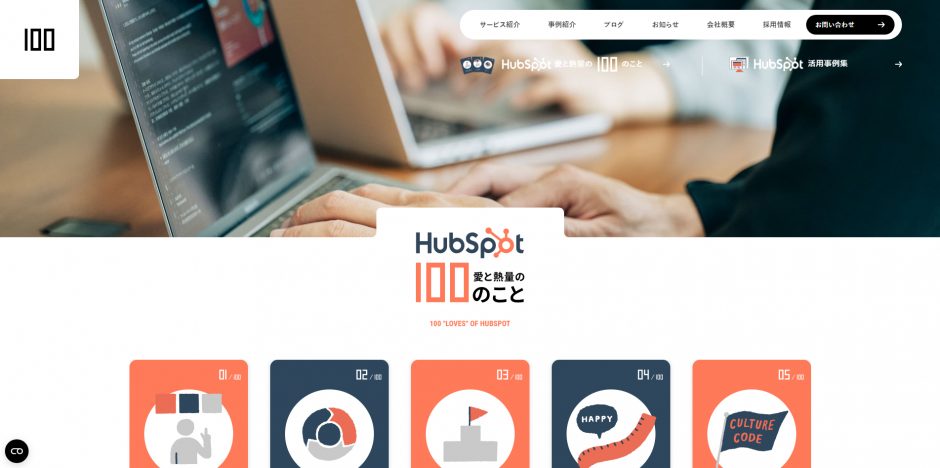 100
サービス紹介
事例紹介
ブログ
お知らせ
会社概要
採用情報
お問い合わせ
HubSpot 愛と熱量の 100 のこと
HubSpot 活用事例集
HubSpot
100 愛と熱量の
のこと
100 "LOVES" OF HUBSPOT
01 / 100
02 / 100
03 / 100
04 / 100
05 / 100
HAPPY
CULTURE
CODE